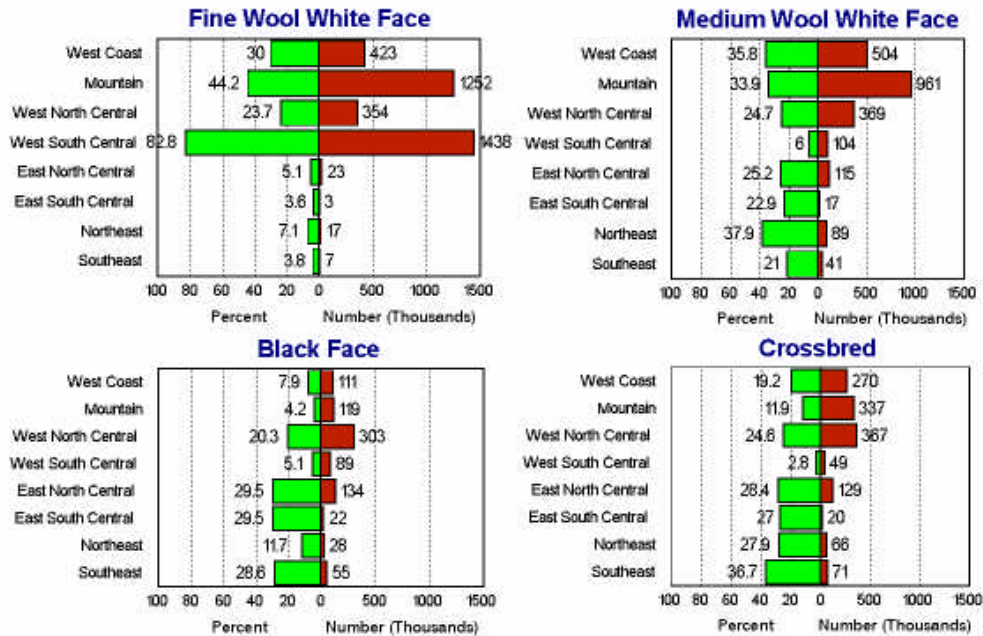 Fine Wool White Face
West Coast 30 423
Mountain 44.2 1252
West North Central 23.7 354
West South Central 82.8 1438
East North Central 5.1 23
East South Central 3.6 3
Northeast 7.1 17
Southeast 3.8 7
100 80 60 40 20 0 500 1000 1500
Percent Number (Thousands)
Medium Wool White Face
West Coast 35.8 504
Mountain 33.9 961
West North Central 24.7 369
West South Central 6 104
East North Central 25.2 115
East South Central 22.9 17
Northeast 37.9 89
Southeast 21 41
100 80 60 40 20 0 500 1000 1500
Percent Number (Thousands)
Black Face
West Coast 7.9 111
Mountain 4.2 119
West North Central 20.3 303
West South Central 5.1 89
East North Central 29.5 134
East South Central 29.5 22
Northeast 11.7 28
Southeast 28.6 55
100 80 60 40 20 0 500 1000 1500
Percent Number (Thousands)
Crossbred
West Coast 19.2 270
Mountain 11.9 337
West North Central 24.6 367
West South Central 2.8 49
East North Central 28.4 129
East South Central 27 20
Northeast 27.9 66
Southeast 36.7 71
100 80 60 40 20 0 500 1000 1500
Percent Number (Thousands)